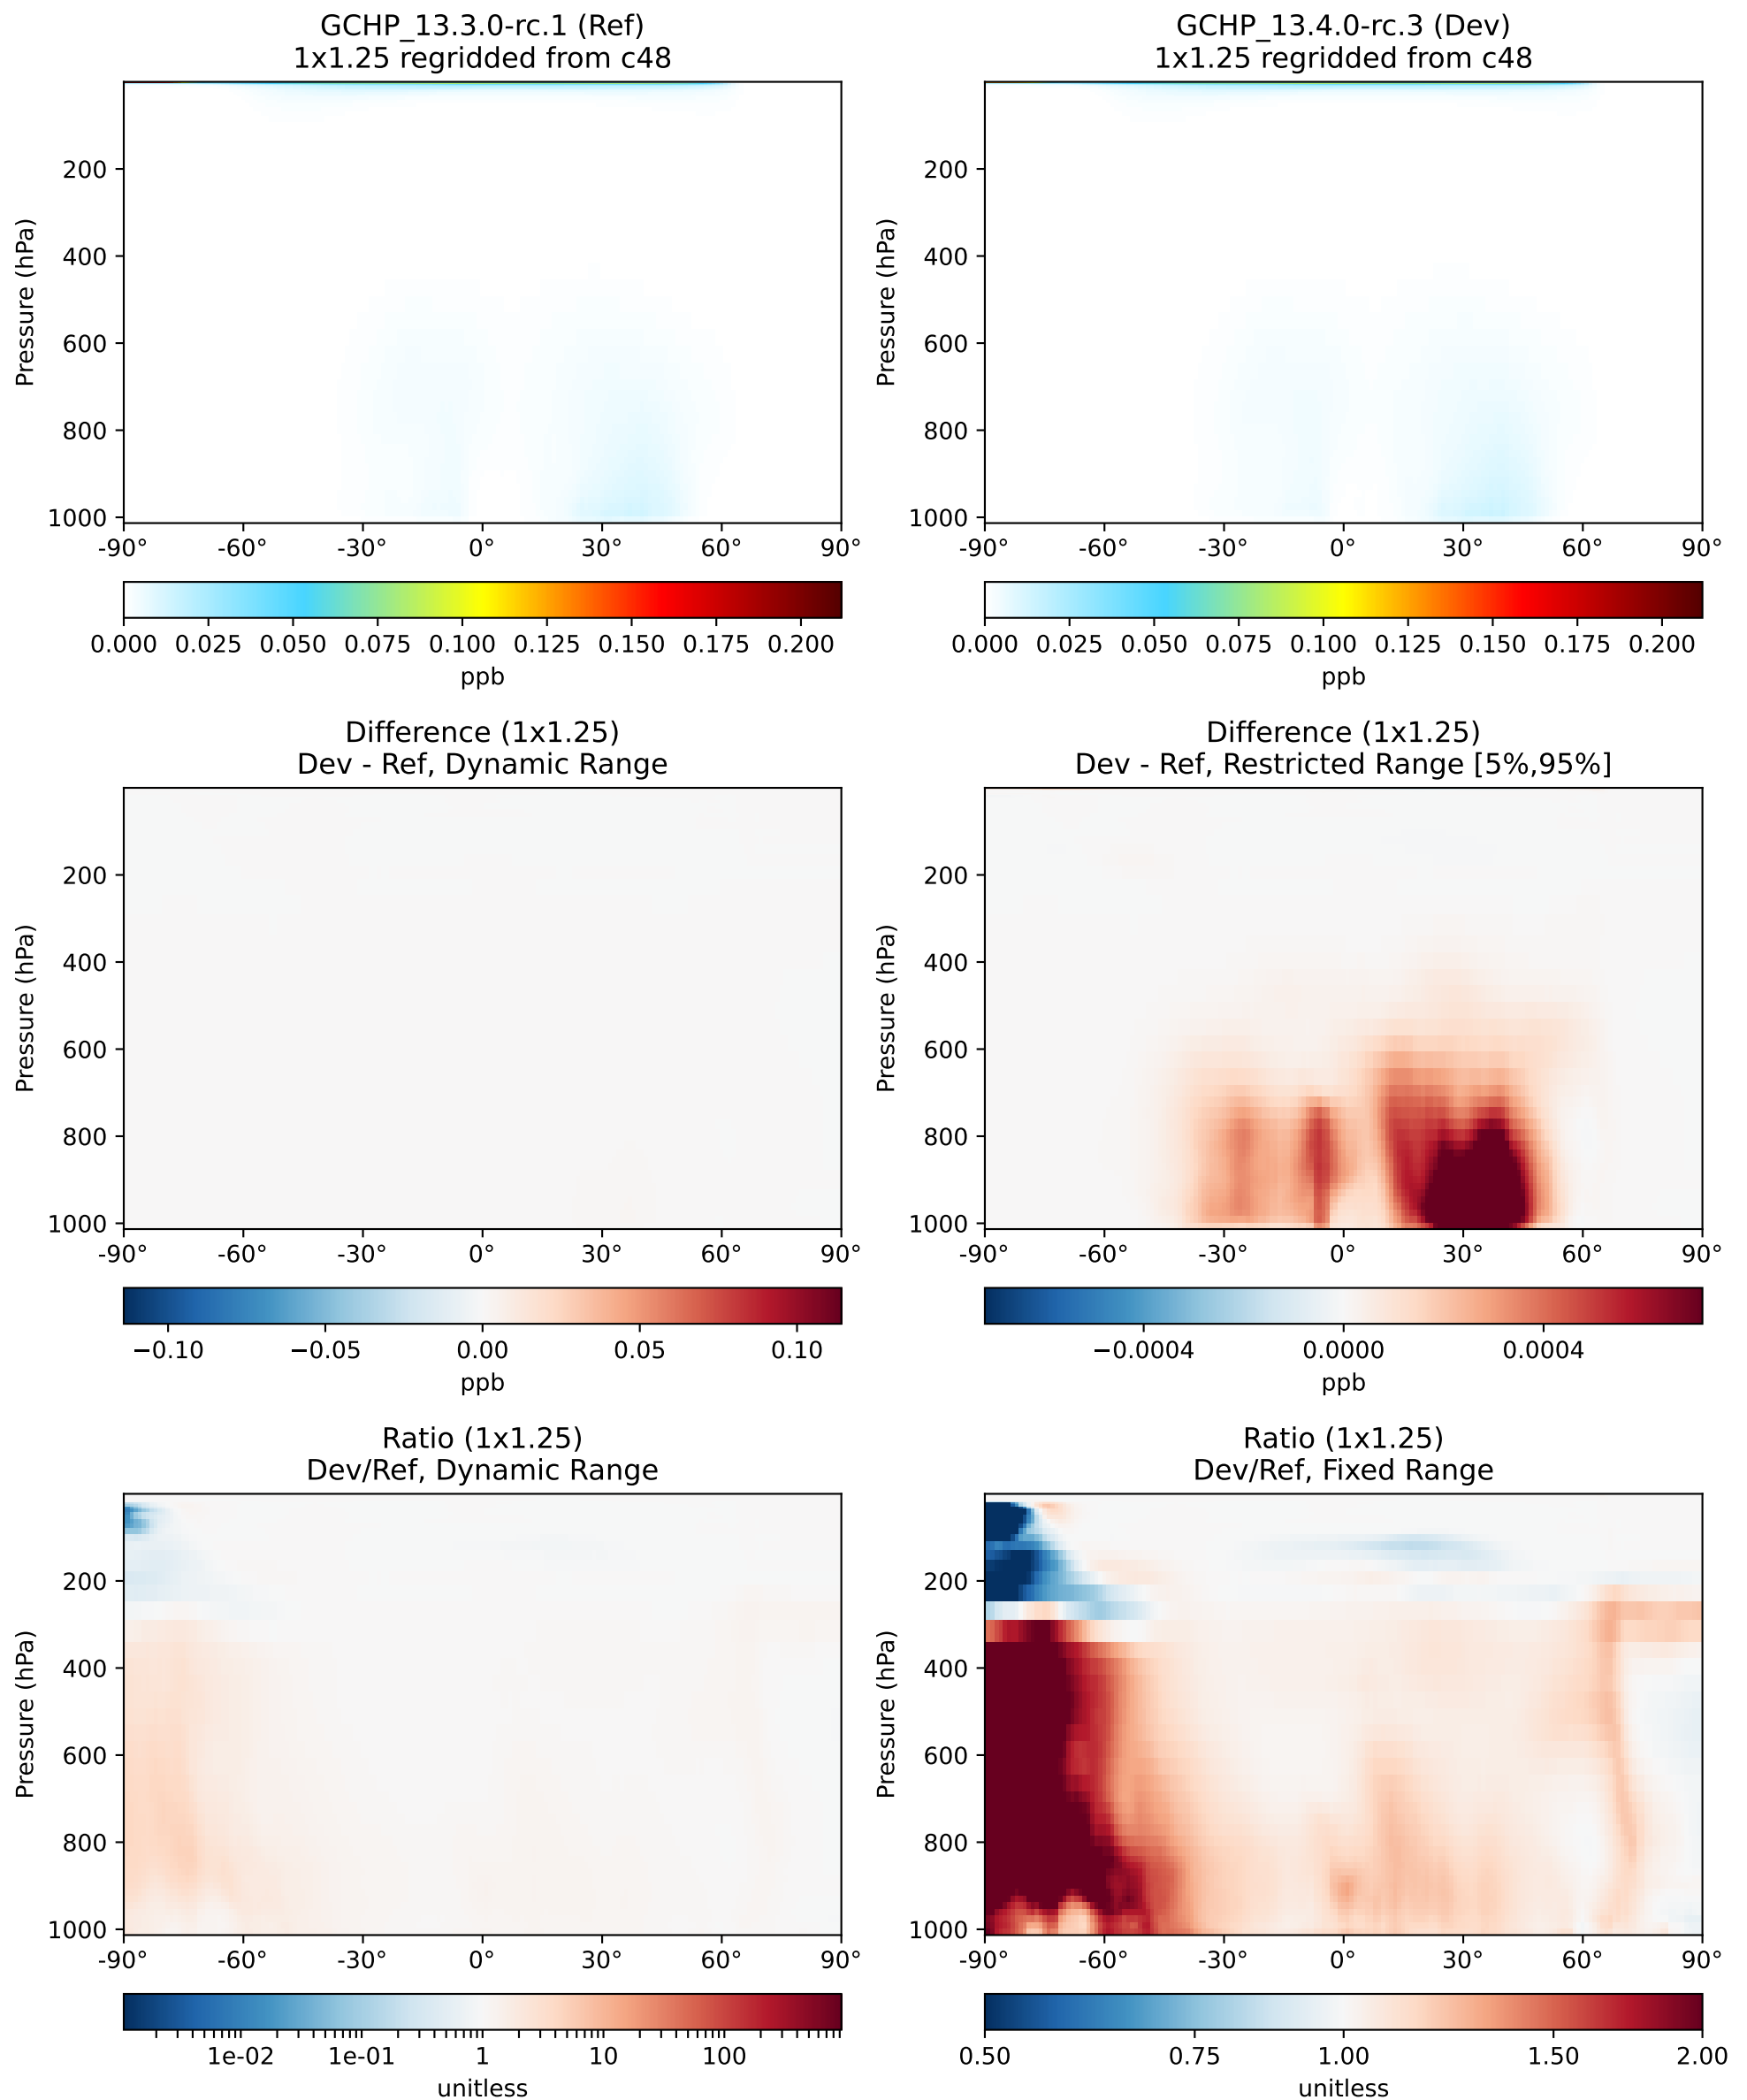 GCHP_13.3.0-rc.1 (Ref)
1x1.25 regridded from c48
GCHP_13.4.0-rc.3 (Dev)
1x1.25 regridded from c48
Pressure (hPa)
200
400
600
800
1000
-90° -60° -30° 0° 30° 60° 90°
Pressure (hPa)
200
400
600
800
1000
-90° -60° -30° 0° 30° 60° 90°
0.000 0.025 0.050 0.075 0.100 0.125 0.150 0.175 0.200
ppb
0.000 0.025 0.050 0.075 0.100 0.125 0.150 0.175 0.200
ppb
Difference (1x1.25)
Dev - Ref, Dynamic Range
Difference (1x1.25)
Dev - Ref, Restricted Range [5%,95%]
Pressure (hPa)
200
400
600
800
1000
-90° -60° -30° 0° 30° 60° 90°
Pressure (hPa)
200
400
600
800
1000
-90° -60° -30° 0° 30° 60° 90°
−0.10 −0.05 0.00 0.05 0.10
ppb
−0.0004 0.0000 0.0004
ppb
Ratio (1x1.25)
Dev/Ref, Dynamic Range
Ratio (1x1.25)
Dev/Ref, Fixed Range
Pressure (hPa)
200
400
600
800
1000
-90° -60° -30° 0° 30° 60° 90°
Pressure (hPa)
200
400
600
800
1000
-90° -60° -30° 0° 30° 60° 90°
1e-02 1e-01 1 10 100
unitless
0.50 0.75 1.00 1.50 2.00
unitless